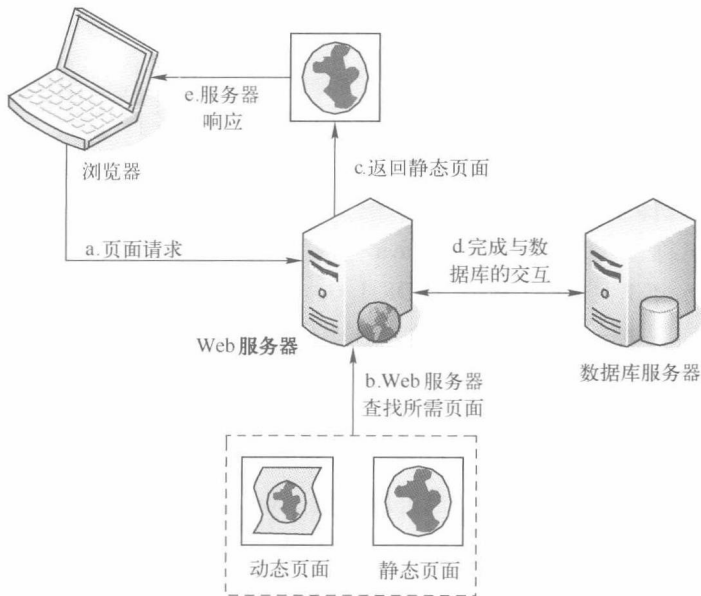 e.服务器
响应
浏览器
c.返回静态页面
a.页面请求
d.完成与数
据库的交互
Web服务器
数据库服务器
b.Web服务器
查找所需页面
动态页面
静态页面